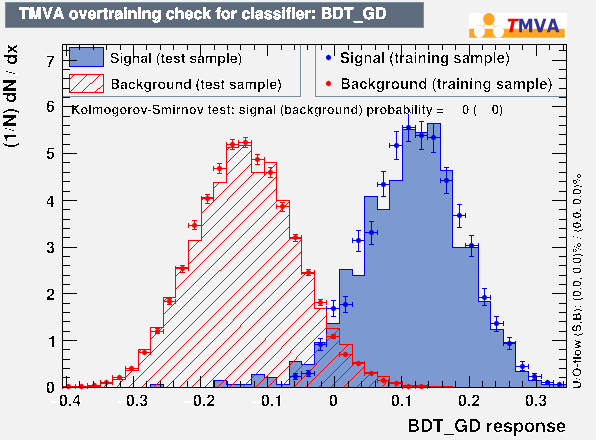 TMVA overtraining check for classifier: BDT_GD
TMVA
Signal (test sample)
Background (test sample)
Signal (training sample)
Background (training sample)
Kolmogorov-Smirnov test: signal (background) probability = 0 ( 0)
(1/N) dN / dx
7
6
5
4
3
2
1
0
-0.4 -0.3 -0.2 -0.1 0 0.1 0.2 0.3
BDT_GD response
U/O-flow (S,B): (0.0, 0.0)% / (0.0, 0.0)%